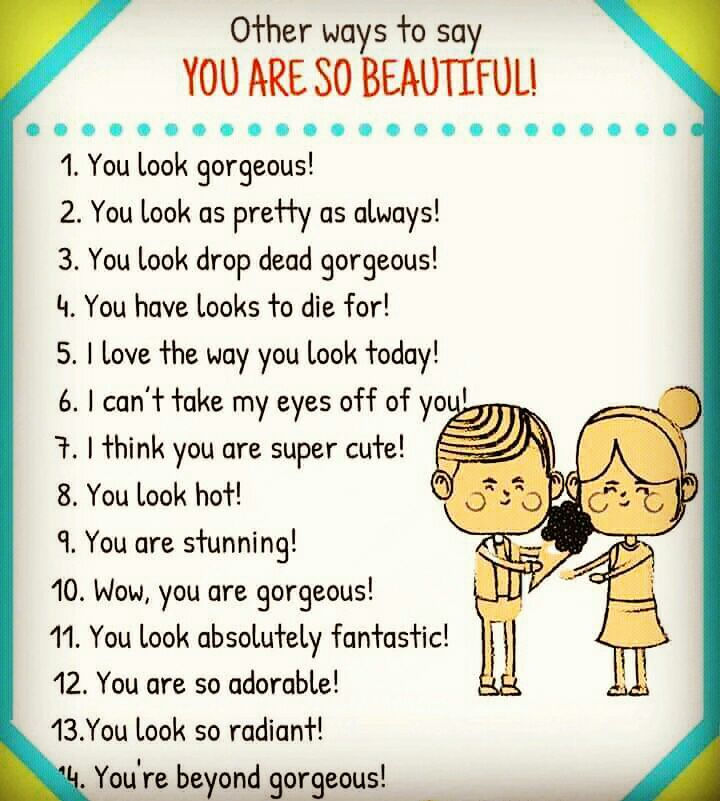 Other ways to say
YOU ARE SO BEAUTIFUL!
1. You look gorgeous!
2. You look as pretty as always!
3. You look drop dead gorgeous!
4. You have looks to die for!
5. I love the way you look today!
6. I can't take my eyes off of you!
7. I think you are super cute!
8. You look hot!
9. You are stunning!
10. Wow, you are gorgeous!
11. You look absolutely fantastic!
12. You are so adorable!
13.You look so radiant!
14. You're beyond gorgeous!